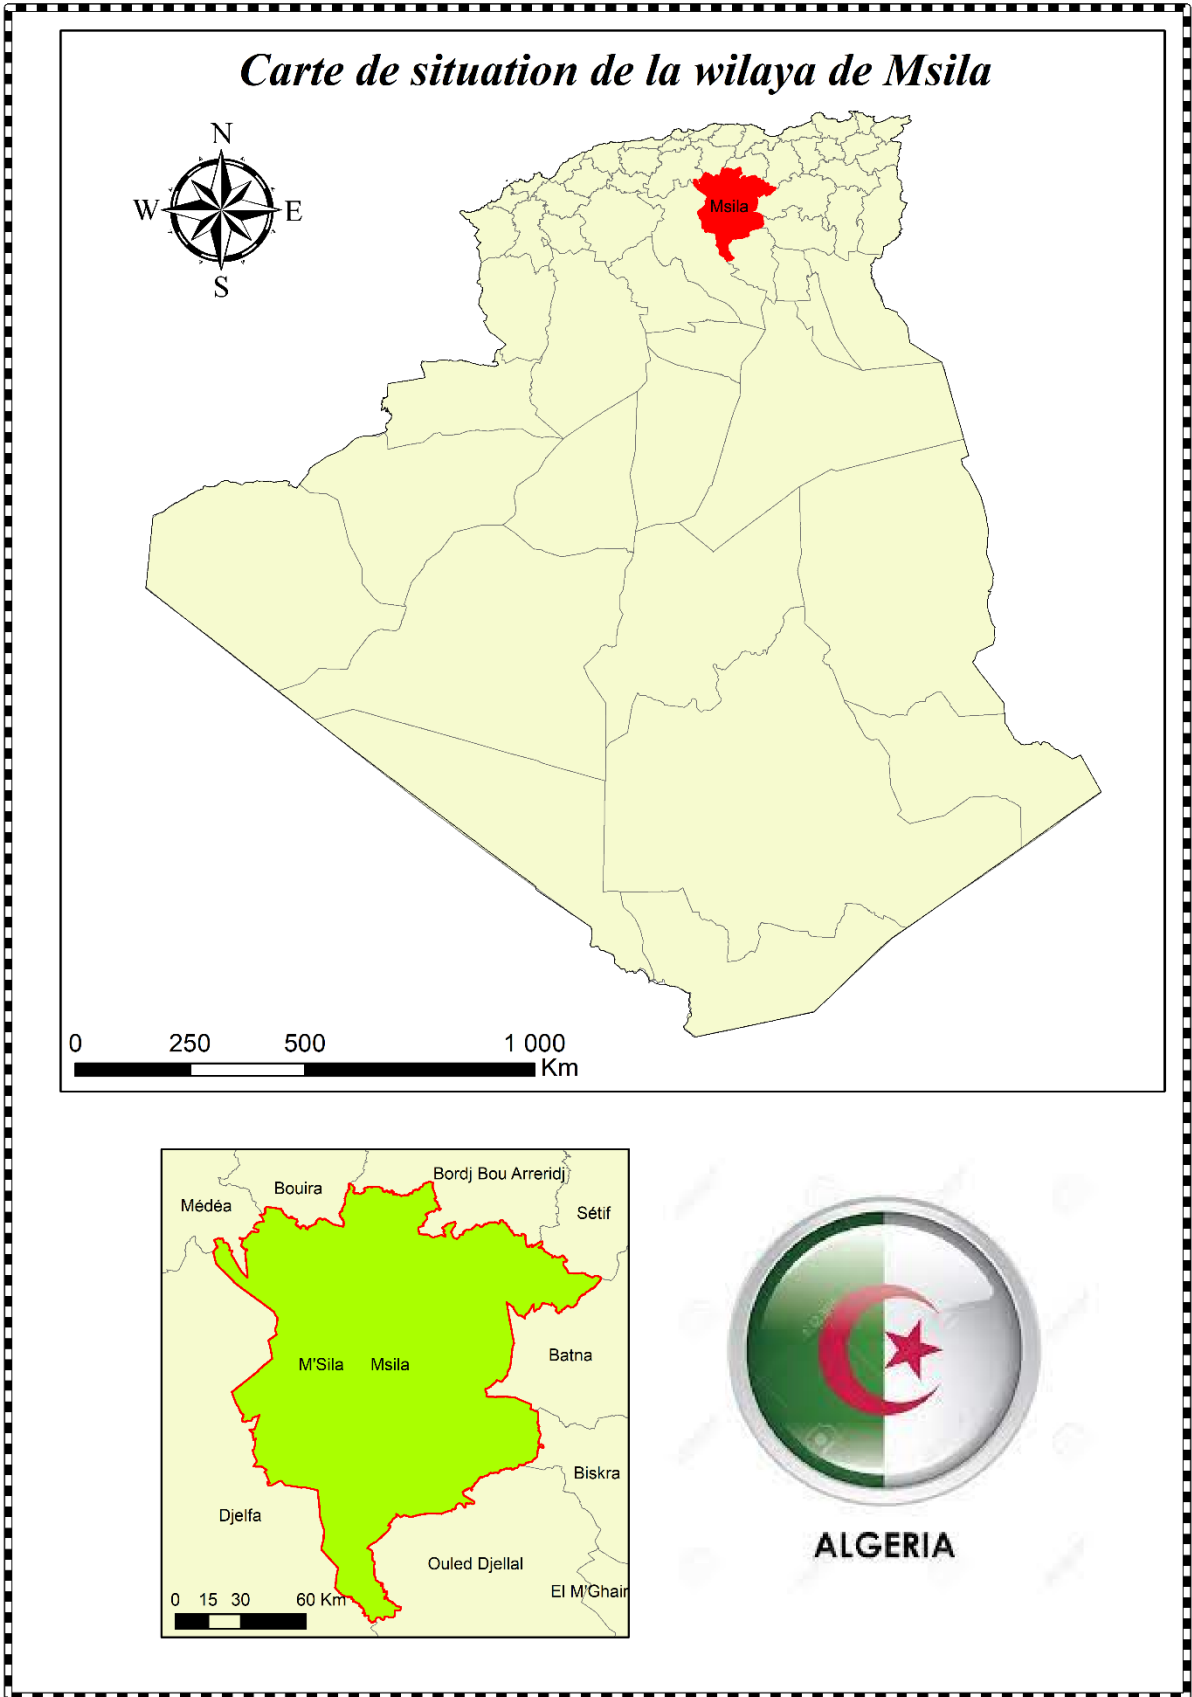 Carte de situation de la wilaya de Msila
N
W E
S
Msila
0 250 500 1 000
Km
Bordj Bou Arreridj
Bouira
Médéa
Sétif
M'Sila Msila
Batna
Biskra
Djelfa
Ouled Djellal
El M'Ghair
0 15 30 60 Km
ALGERIA